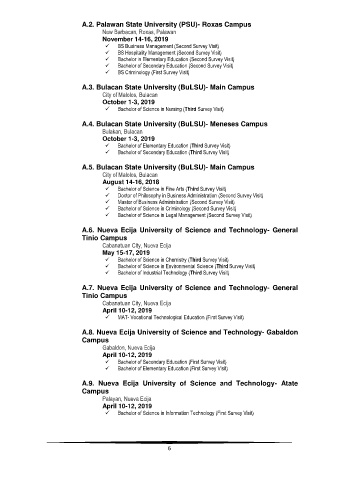 A.2. Palawan State University (PSU)- Roxas Campus
New Barbacan, Roxas, Palawan
November 14-16, 2019
✓ BS Business Management (Second Survey Visit)
✓ BS Hospitality Management (Second Survey Visit)
✓ Bachelor in Elementary Education (Second Survey Visit)
✓ Bachelor of Secondary Education (Second Survey Visit)
✓ BS Criminology (First Survey Visit)
A.3. Bulacan State University (BuLSU)- Main Campus
City of Malolos, Bulacan
October 1-3, 2019
✓ Bachelor of Science in Nursing (Third Survey Visit)
A.4. Bulacan State University (BuLSU)- Meneses Campus
Bulakan, Bulacan
October 1-3, 2019
✓ Bachelor of Elementary Education (Third Survey Visit)
✓ Bachelor of Secondary Education (Third Survey Visit)
A.5. Bulacan State University (BuLSU)- Main Campus
City of Malolos, Bulacan
August 14-16, 2018
✓ Bachelor of Science in Fine Arts (Third Survey Visit)
✓ Doctor of Philosophy in Business Administration (Second Survey Visit)
✓ Master of Business Administration (Second Survey Visit)
✓ Bachelor of Science in Criminology (Second Survey Visit)
✓ Bachelor of Science in Legal Management (Second Survey Visit)
A.6. Nueva Ecija University of Science and Technology- General
Tinio Campus
Cabanatuan City, Nueva Ecija
May 15-17, 2019
✓ Bachelor of Science in Chemistry (Third Survey Visit)
✓ Bachelor of Science in Environmental Science (Third Survey Visit)
✓ Bachelor of Industrial Technology (Third Survey Visit)
A.7. Nueva Ecija University of Science and Technology- General
Tinio Campus
Cabanatuan City, Nueva Ecija
April 10-12, 2019
✓ MAT- Vocational Technological Education (First Survey Visit)
A.8. Nueva Ecija University of Science and Technology- Gabaldon
Campus
Gabaldon, Nueva Ecija
April 10-12, 2019
✓ Bachelor of Secondary Education (First Survey Visit)
✓ Bachelor of Elementary Education (First Survey Visit)
A.9. Nueva Ecija University of Science and Technology- Atate
Campus
Palayan, Nueva Ecija
April 10-12, 2019
✓ Bachelor of Science in Information Technology (First Survey Visit)
6